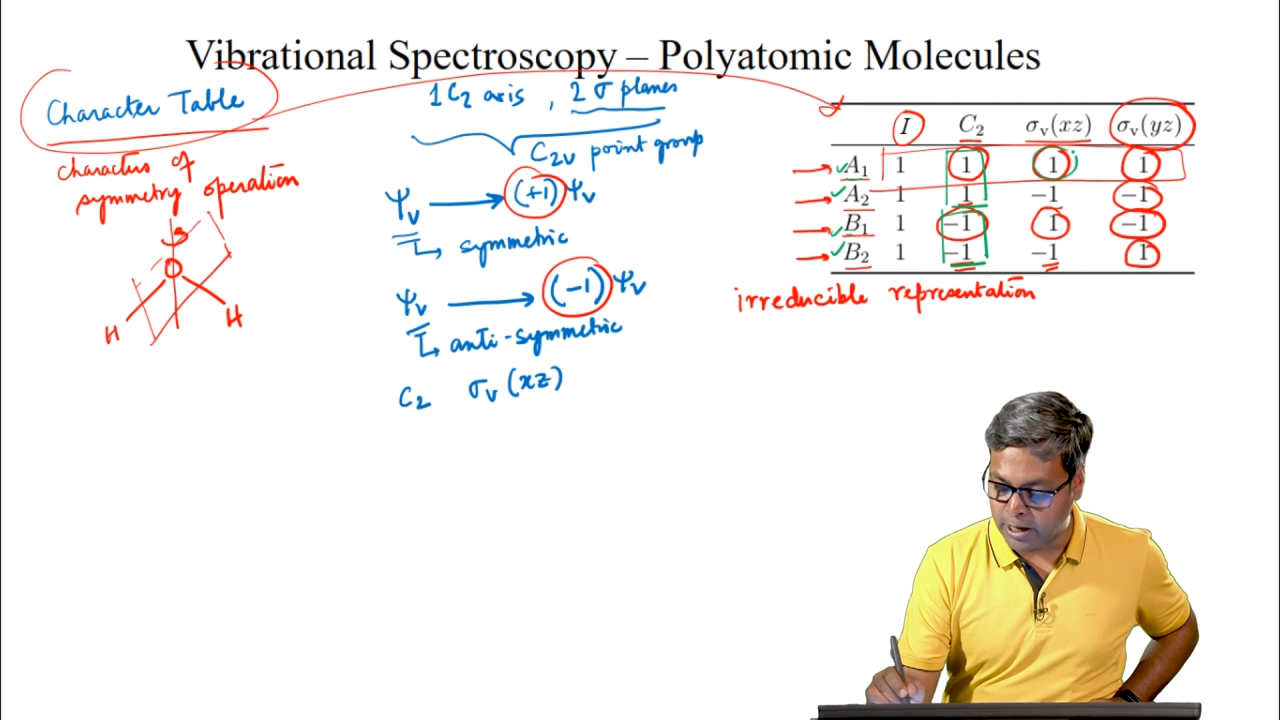 Vibrational Spectroscopy – Polyatomic Molecules
Character Table
characters of
symmetry operation
O
H
H
1C₂ axis , 2 σ planes
C₂ᵥ point group
Ψᵥ → (+1) Ψᵥ
↳ symmetric
Ψᵥ → (−1) Ψᵥ
↳ anti-symmetric
C₂ σᵥ (xz)
I C₂ σᵥ(xz) σᵥ(yz)
→ ✓ A₁ 1 1 1 1
→ ✓ A₂ 1 1 −1 −1
→ ✓ B₁ 1 −1 1 −1
→ ✓ B₂ 1 −1 −1 1
irreducible representation